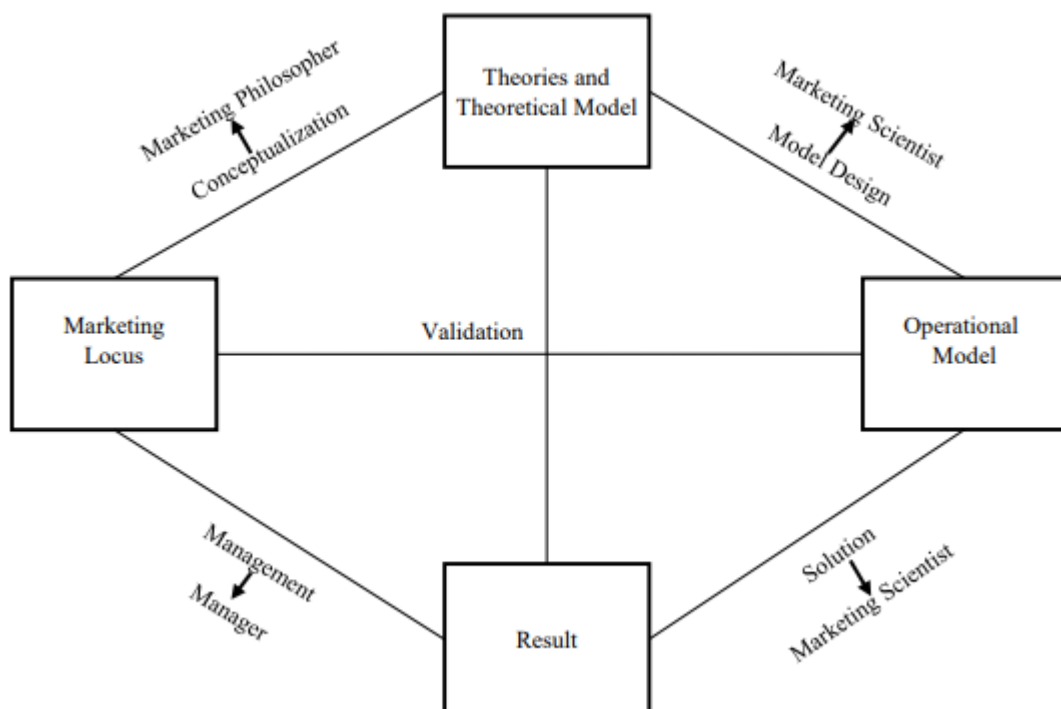 Theories and
Theoretical Model
Marketing Philosopher
Conceptualization
Marketing Scientist
Model Design
Marketing
Locus
Validation
Operational
Model
Management
Manager
Solution
Marketing Scientist
Result